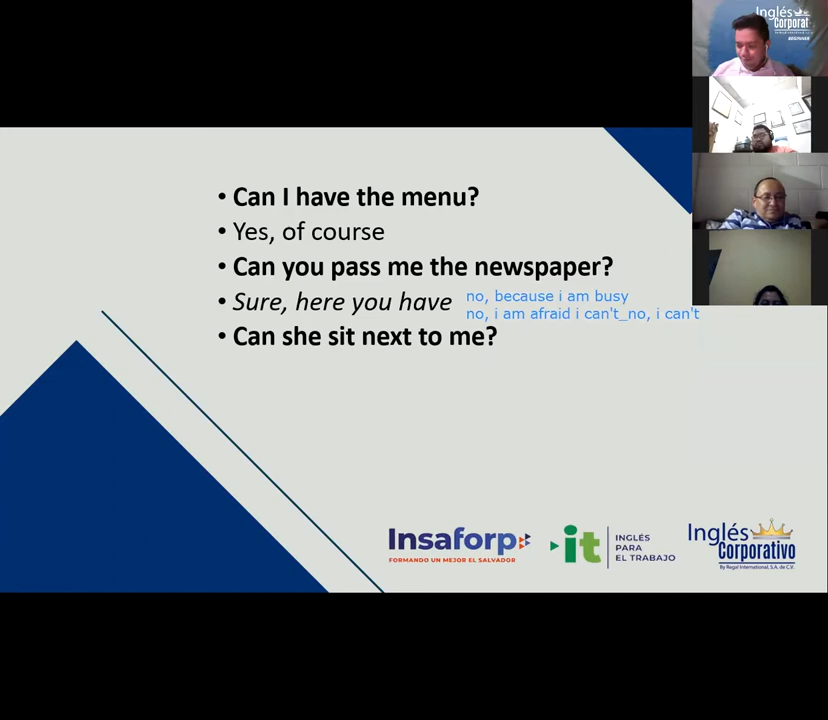 Inglés
Corporat
BEGINNER
• Can I have the menu?
• Yes, of course
• Can you pass me the newspaper?
• Sure, here you have
no, because i am busy
no, i am afraid i can't_no, i can't
• Can she sit next to me?
Insaforp
FORMANDO UN MEJOR EL SALVADOR
it
INGLÉS
PARA
EL TRABAJO
Inglés
Corporativo
By Regal International, S.A. de C.V.